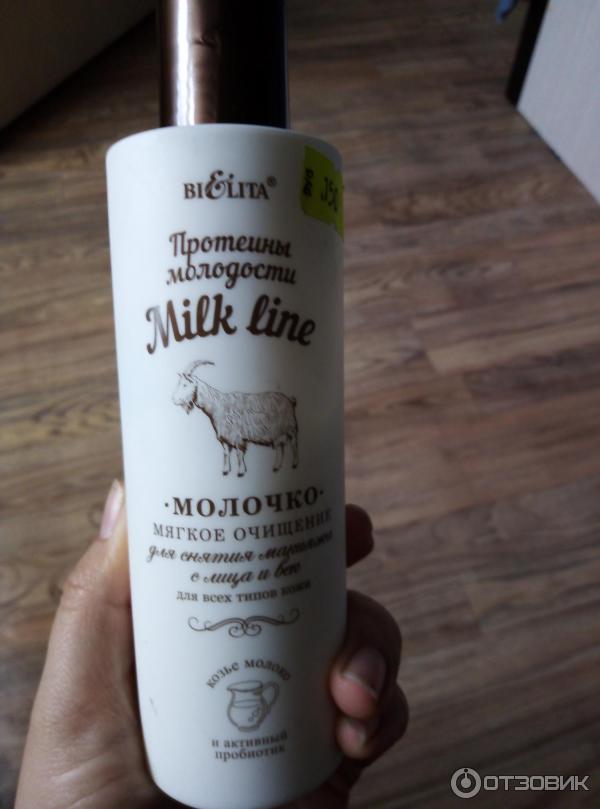 BIELITA®
150
Протеины
молодости
Milk line
·МОЛОЧКО·
МЯГКОЕ ОЧИЩЕНИЕ
для снятия макияжа
с лица и век
для всех типов кожи
козье молоко
и активный
пробиотик
ОТЗОВИК